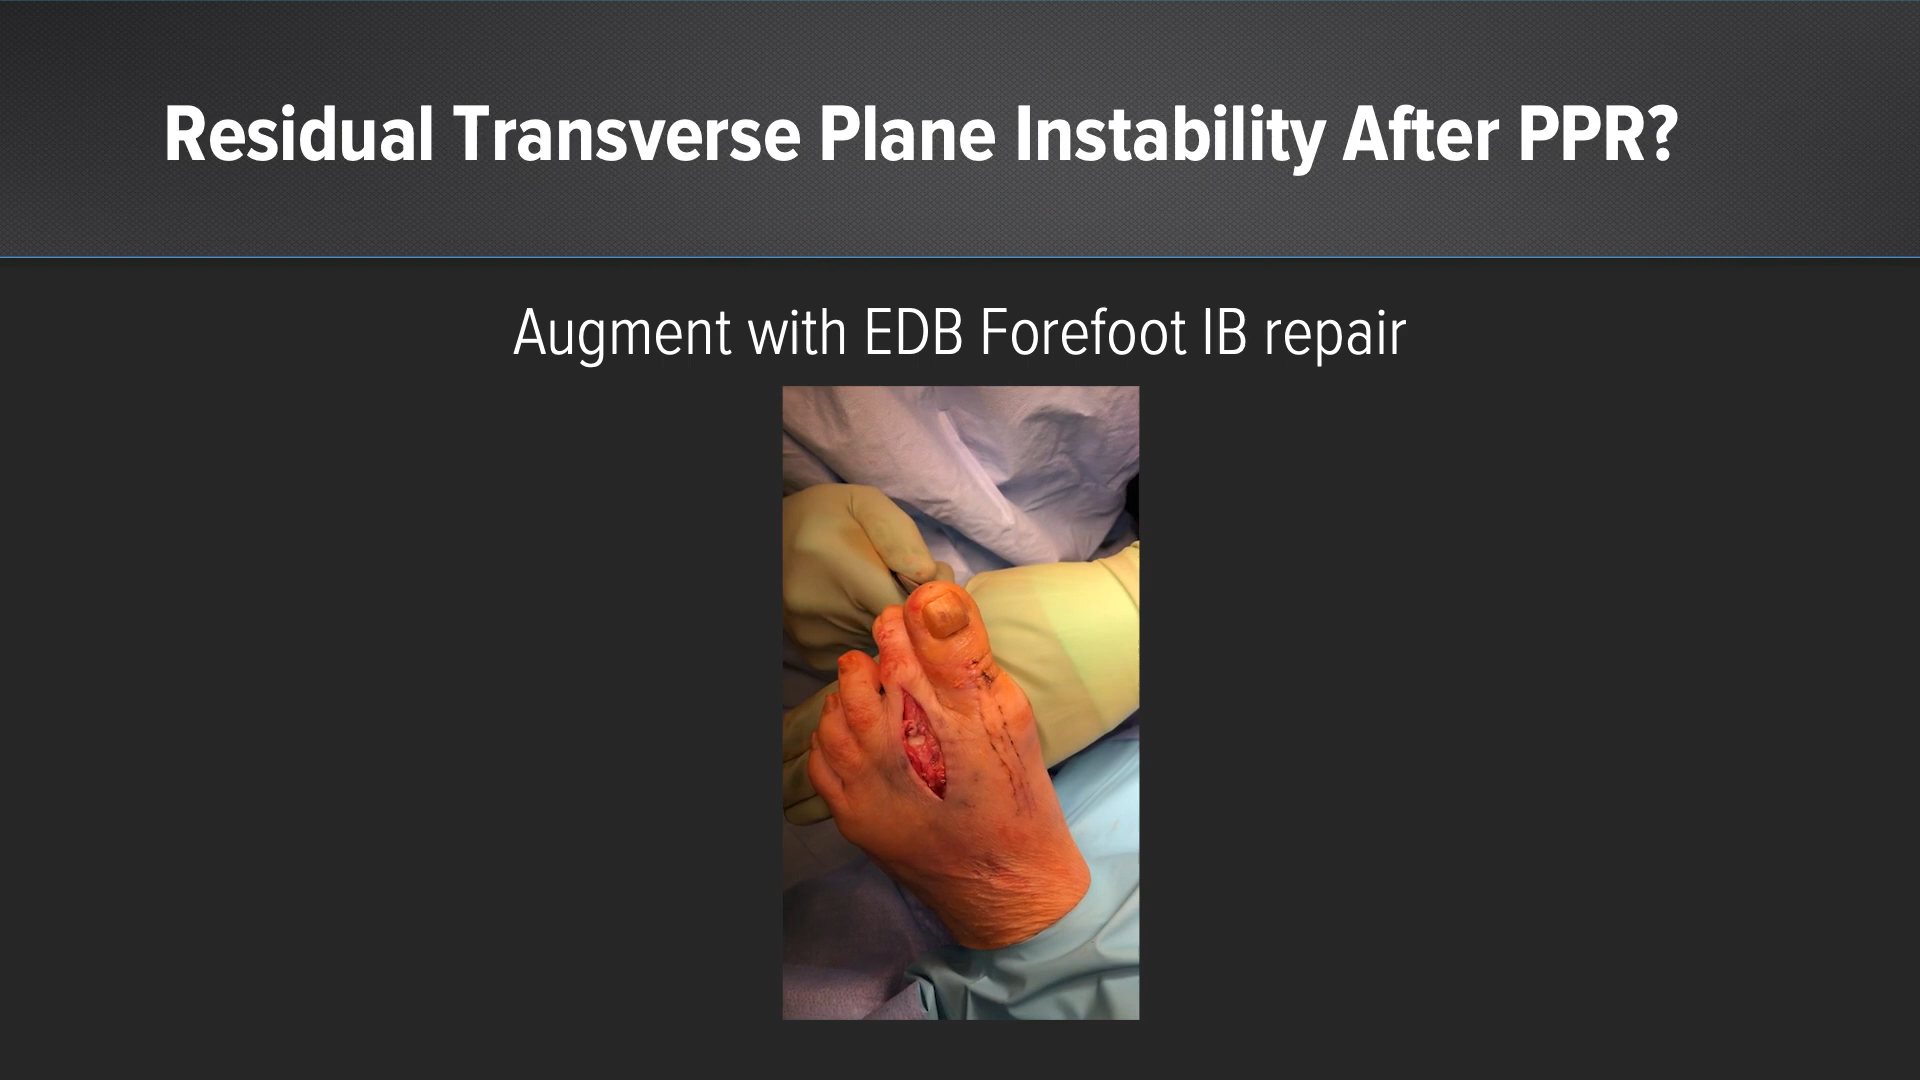 Residual Transverse Plane Instability After PPR?
Augment with EDB Forefoot IB repair